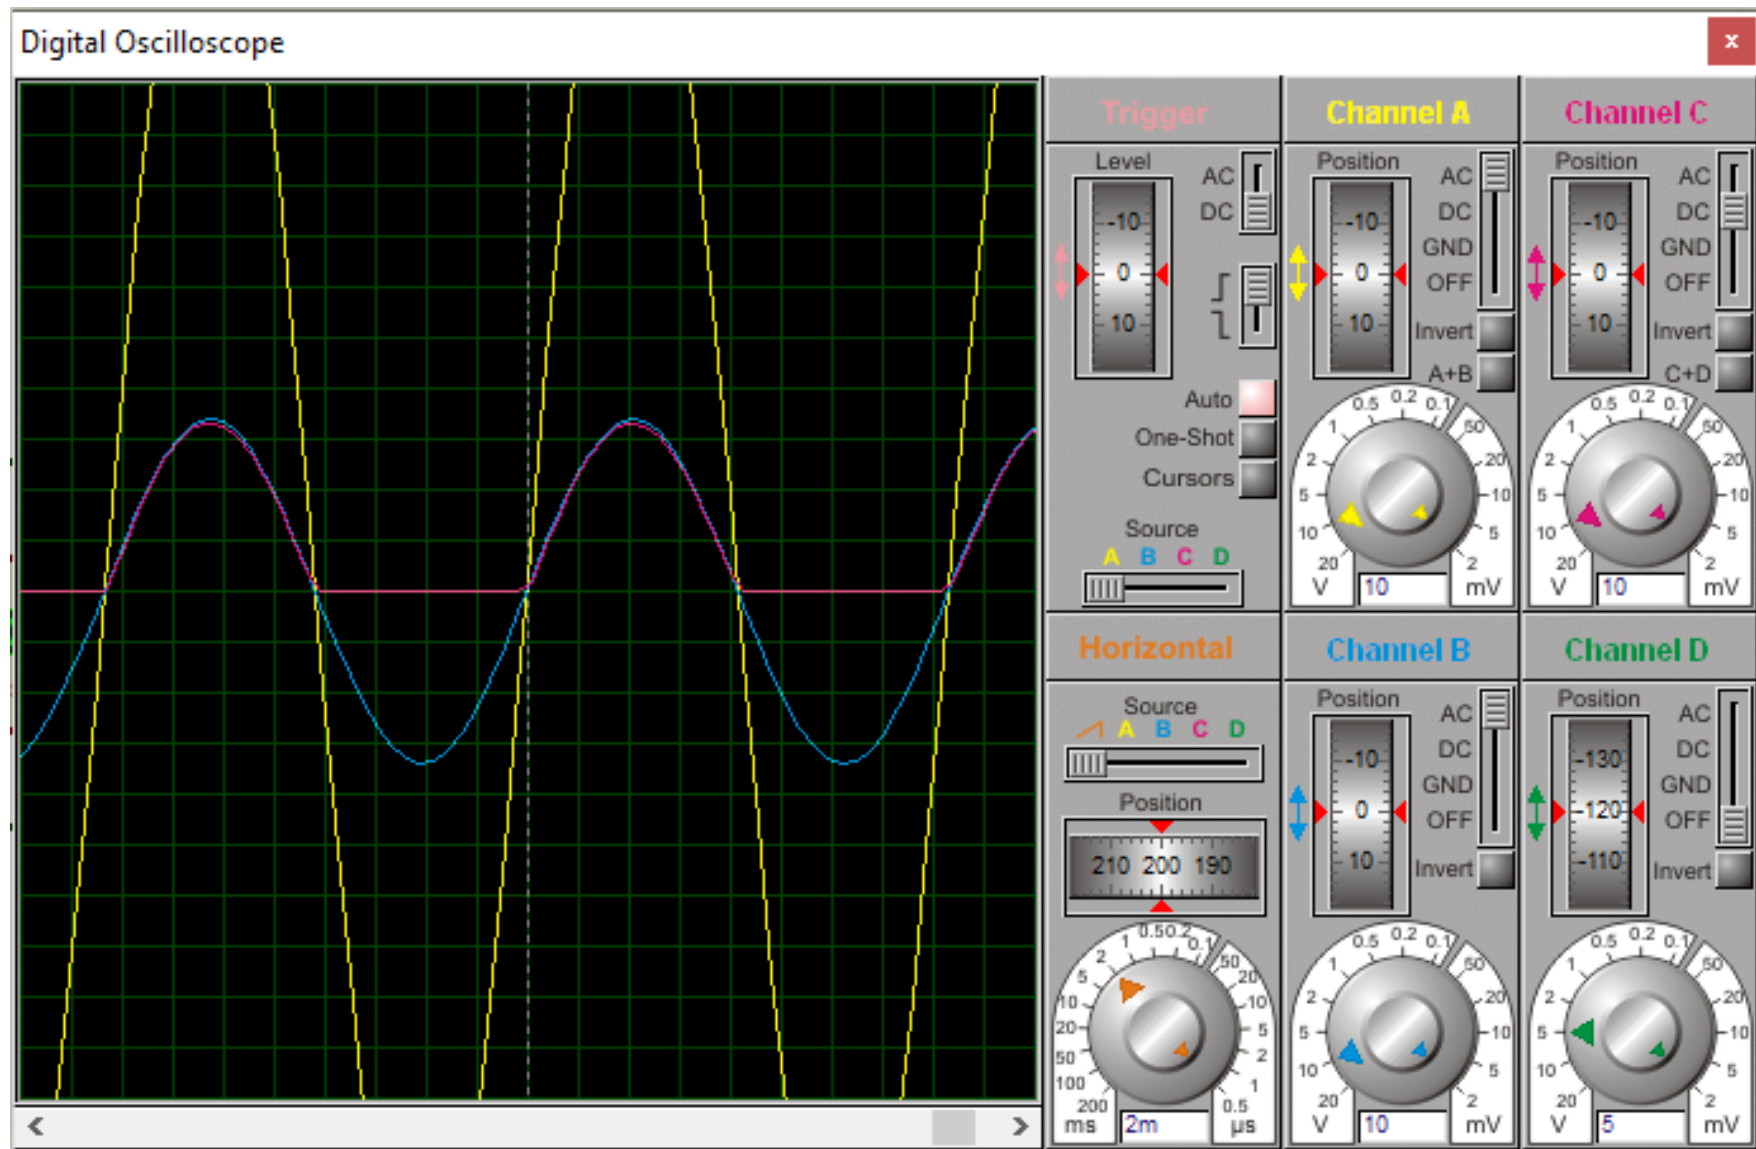 Digital Oscilloscope
x
Trigger
Level
AC
DC
-10
0
10
Auto
One-Shot
Cursors
Source
A B C D
Channel A
Position
AC
DC
GND
OFF
-10
0
10
Invert
A+B
0.5 0.2 0.1
1 50
2 20
5 10
10 5
20 2
V 10 mV
Channel C
Position
AC
DC
GND
OFF
-10
0
10
Invert
C+D
0.5 0.2 0.1
1 50
2 20
5 10
10 5
20 2
V 10 mV
Horizontal
Source
A B C D
Position
210 200 190
1 0.5 0.2 0.1
2 50
5 20
10 10
20 5
50 2
100 1
200 0.5
ms 2m µs
Channel B
Position
AC
DC
GND
OFF
-10
0
10
Invert
0.5 0.2 0.1
1 50
2 20
5 10
10 5
20 2
V 10 mV
Channel D
Position
AC
DC
GND
OFF
-130
-120
-110
Invert
0.5 0.2 0.1
1 50
2 20
5 10
10 5
20 2
V 5 mV